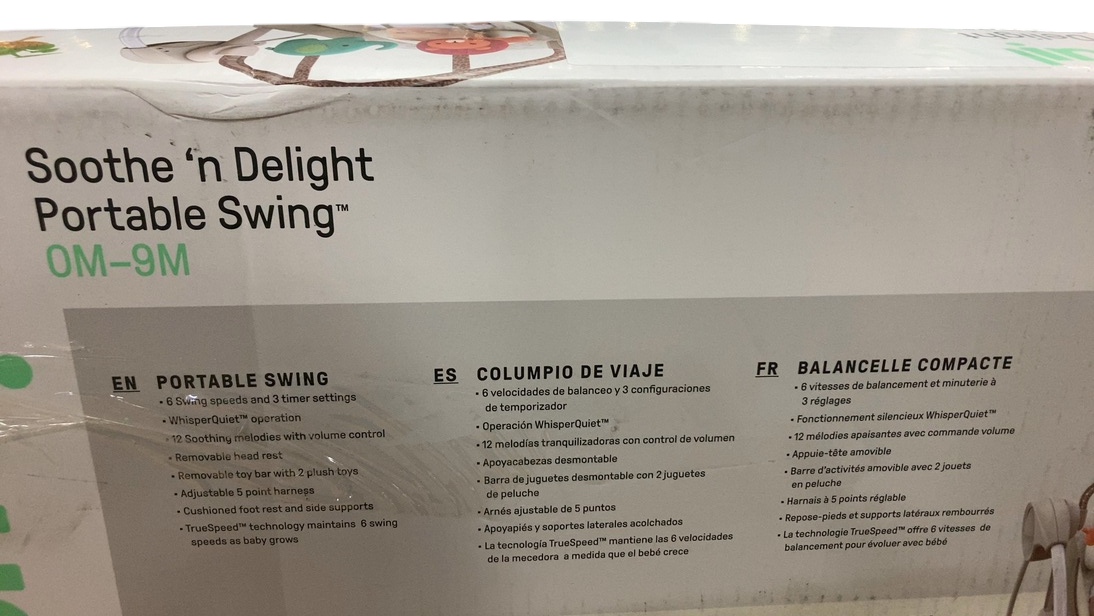 Soothe 'n Delight
Portable Swing™
0M–9M
EN PORTABLE SWING
• 6 Swing speeds and 3 timer settings
• WhisperQuiet™ operation
• 12 Soothing melodies with volume control
• Removable head rest
• Removable toy bar with 2 plush toys
• Adjustable 5 point harness
• Cushioned foot rest and side supports
• TrueSpeed™ technology maintains 6 swing
speeds as baby grows
ES COLUMPIO DE VIAJE
• 6 velocidades de balanceo y 3 configuraciones
de temporizador
• Operación WhisperQuiet™
• 12 melodías tranquilizadoras con control de volumen
• Apoyacabezas desmontable
• Barra de juguetes desmontable con 2 juguetes
de peluche
• Arnés ajustable de 5 puntos
• Apoyapiés y soportes laterales acolchados
• La tecnología TrueSpeed™ mantiene las 6 velocidades
de la mecedora a medida que el bebé crece
FR BALANCELLE COMPACTE
• 6 vitesses de balancement et minuterie à
3 réglages
• Fonctionnement silencieux WhisperQuiet™
• 12 mélodies apaisantes avec commande volume
• Appuie-tête amovible
• Barre d'activités amovible avec 2 jouets
en peluche
• Harnais à 5 points réglable
• Repose-pieds et supports latéraux rembourrés
• La technologie TrueSpeed™ offre 6 vitesses de
balancement pour évoluer avec bébé